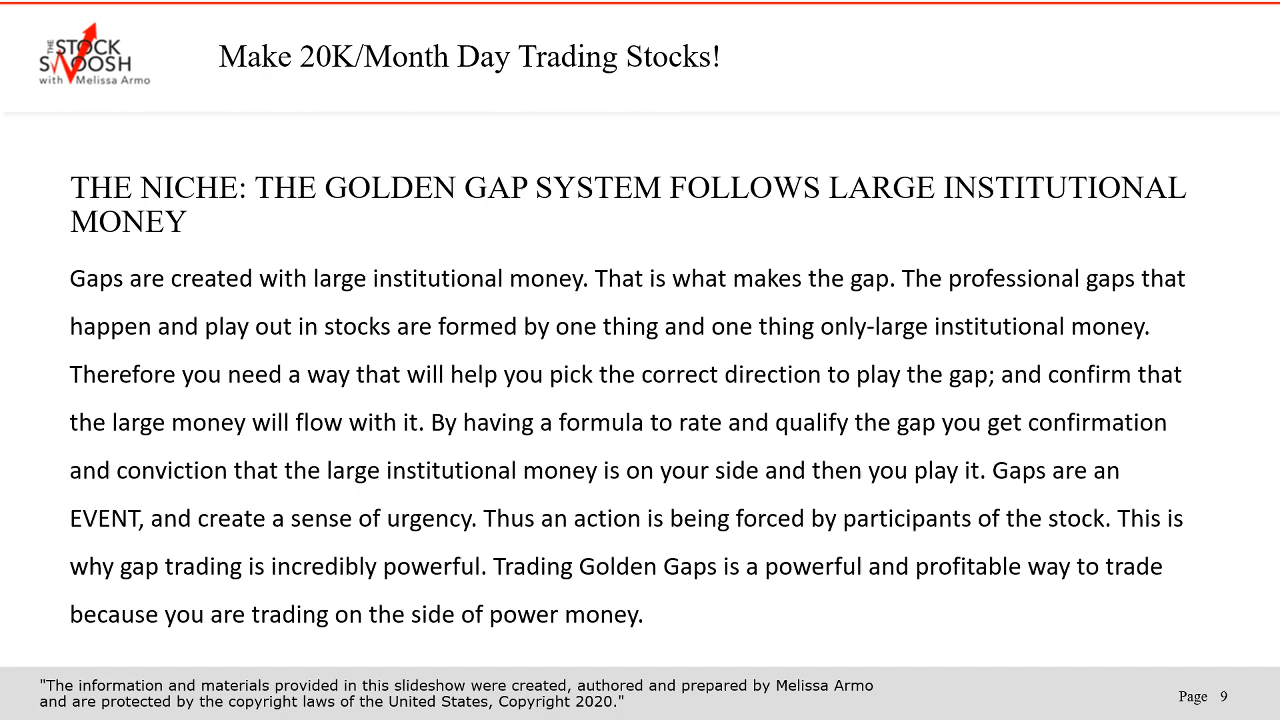 THE
STOCK
SWOOSH
with Melissa Armo
Make 20K/Month Day Trading Stocks!
THE NICHE: THE GOLDEN GAP SYSTEM FOLLOWS LARGE INSTITUTIONAL
MONEY
Gaps are created with large institutional money. That is what makes the gap. The professional gaps that
happen and play out in stocks are formed by one thing and one thing only-large institutional money.
Therefore you need a way that will help you pick the correct direction to play the gap; and confirm that
the large money will flow with it. By having a formula to rate and qualify the gap you get confirmation
and conviction that the large institutional money is on your side and then you play it. Gaps are an
EVENT, and create a sense of urgency. Thus an action is being forced by participants of the stock. This is
why gap trading is incredibly powerful. Trading Golden Gaps is a powerful and profitable way to trade
because you are trading on the side of power money.
"The information and materials provided in this slideshow were created, authored and prepared by Melissa Armo
and are protected by the copyright laws of the United States, Copyright 2020."
Page 9